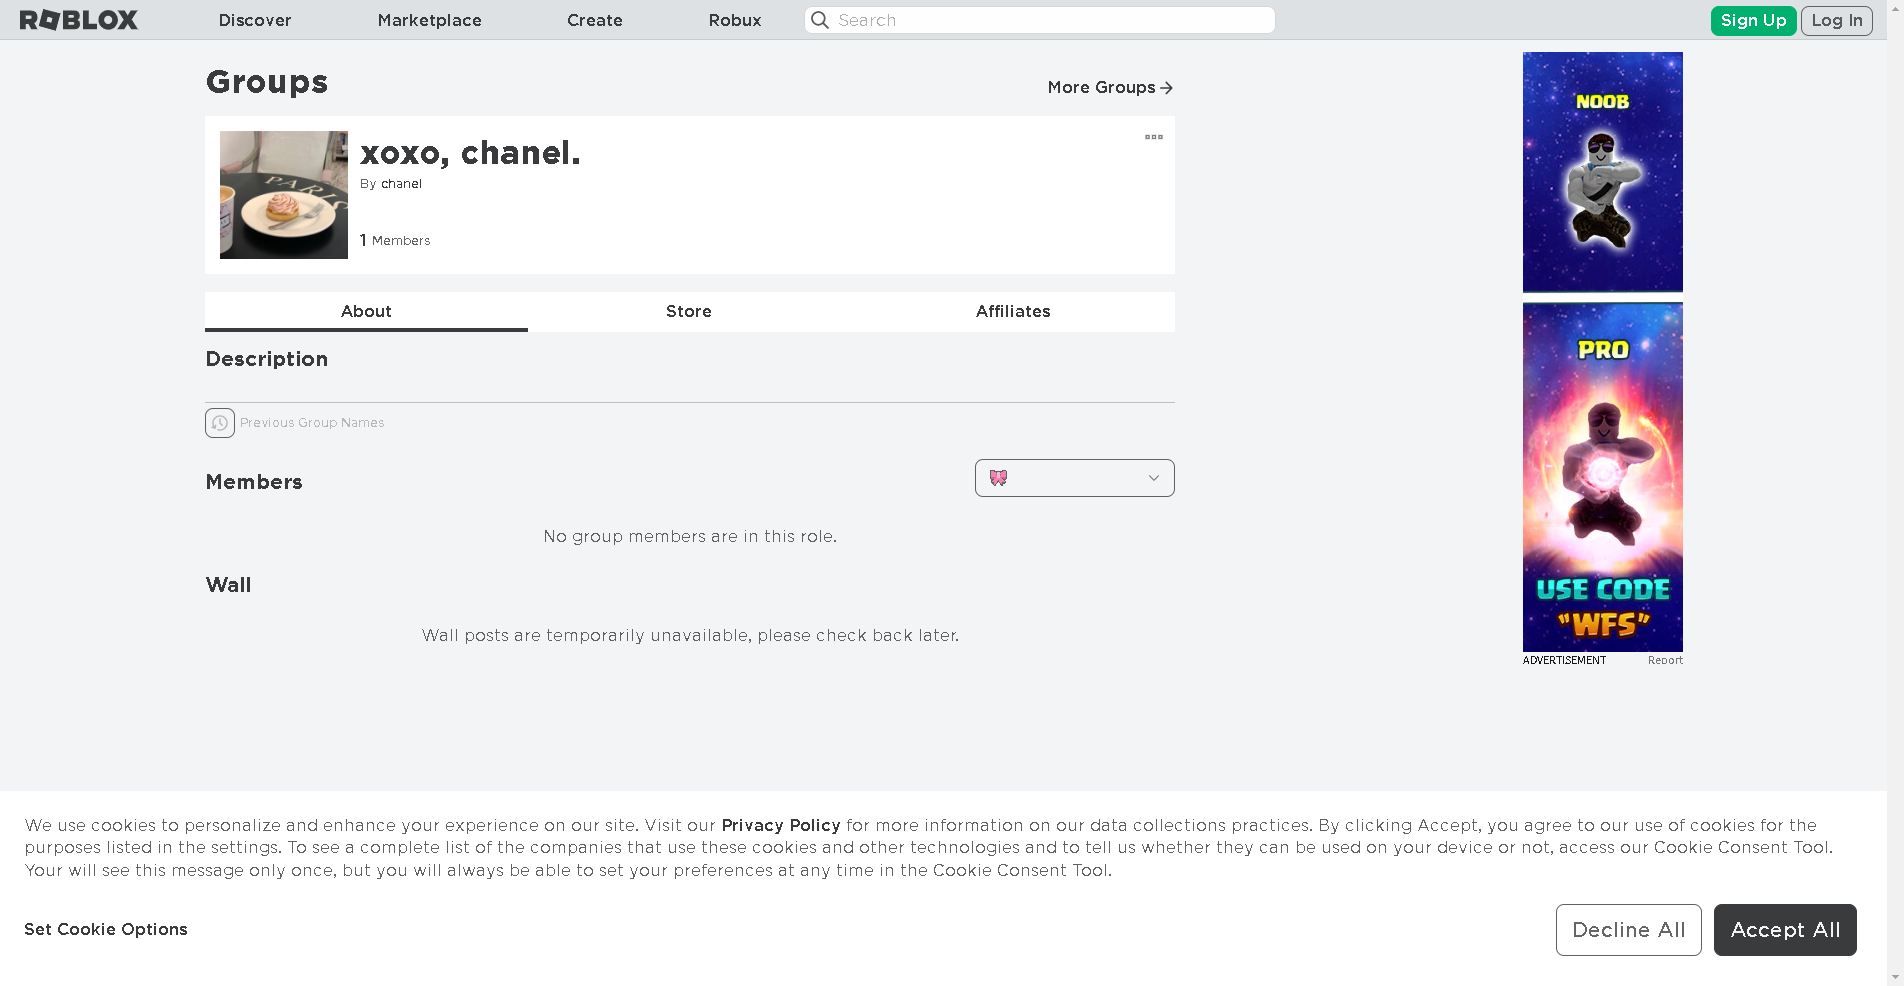 ROBLOX
Discover
Marketplace
Create
Robux
Search
Sign Up
Log In
Groups
More Groups
xoxo, chanel.
By chanel
1 Members
PARIS
About
Store
Affiliates
Description
Previous Group Names
Members
No group members are in this role.
Wall
Wall posts are temporarily unavailable, please check back later.
NOOB
PRO
USE CODE
"WFS"
ADVERTISEMENT
Report
We use cookies to personalize and enhance your experience on our site. Visit our Privacy Policy for more information on our data collections practices. By clicking Accept, you agree to our use of cookies for the
purposes listed in the settings. To see a complete list of the companies that use these cookies and other technologies and to tell us whether they can be used on your device or not, access our Cookie Consent Tool.
Your will see this message only once, but you will always be able to set your preferences at any time in the Cookie Consent Tool.
Set Cookie Options
Decline All
Accept All